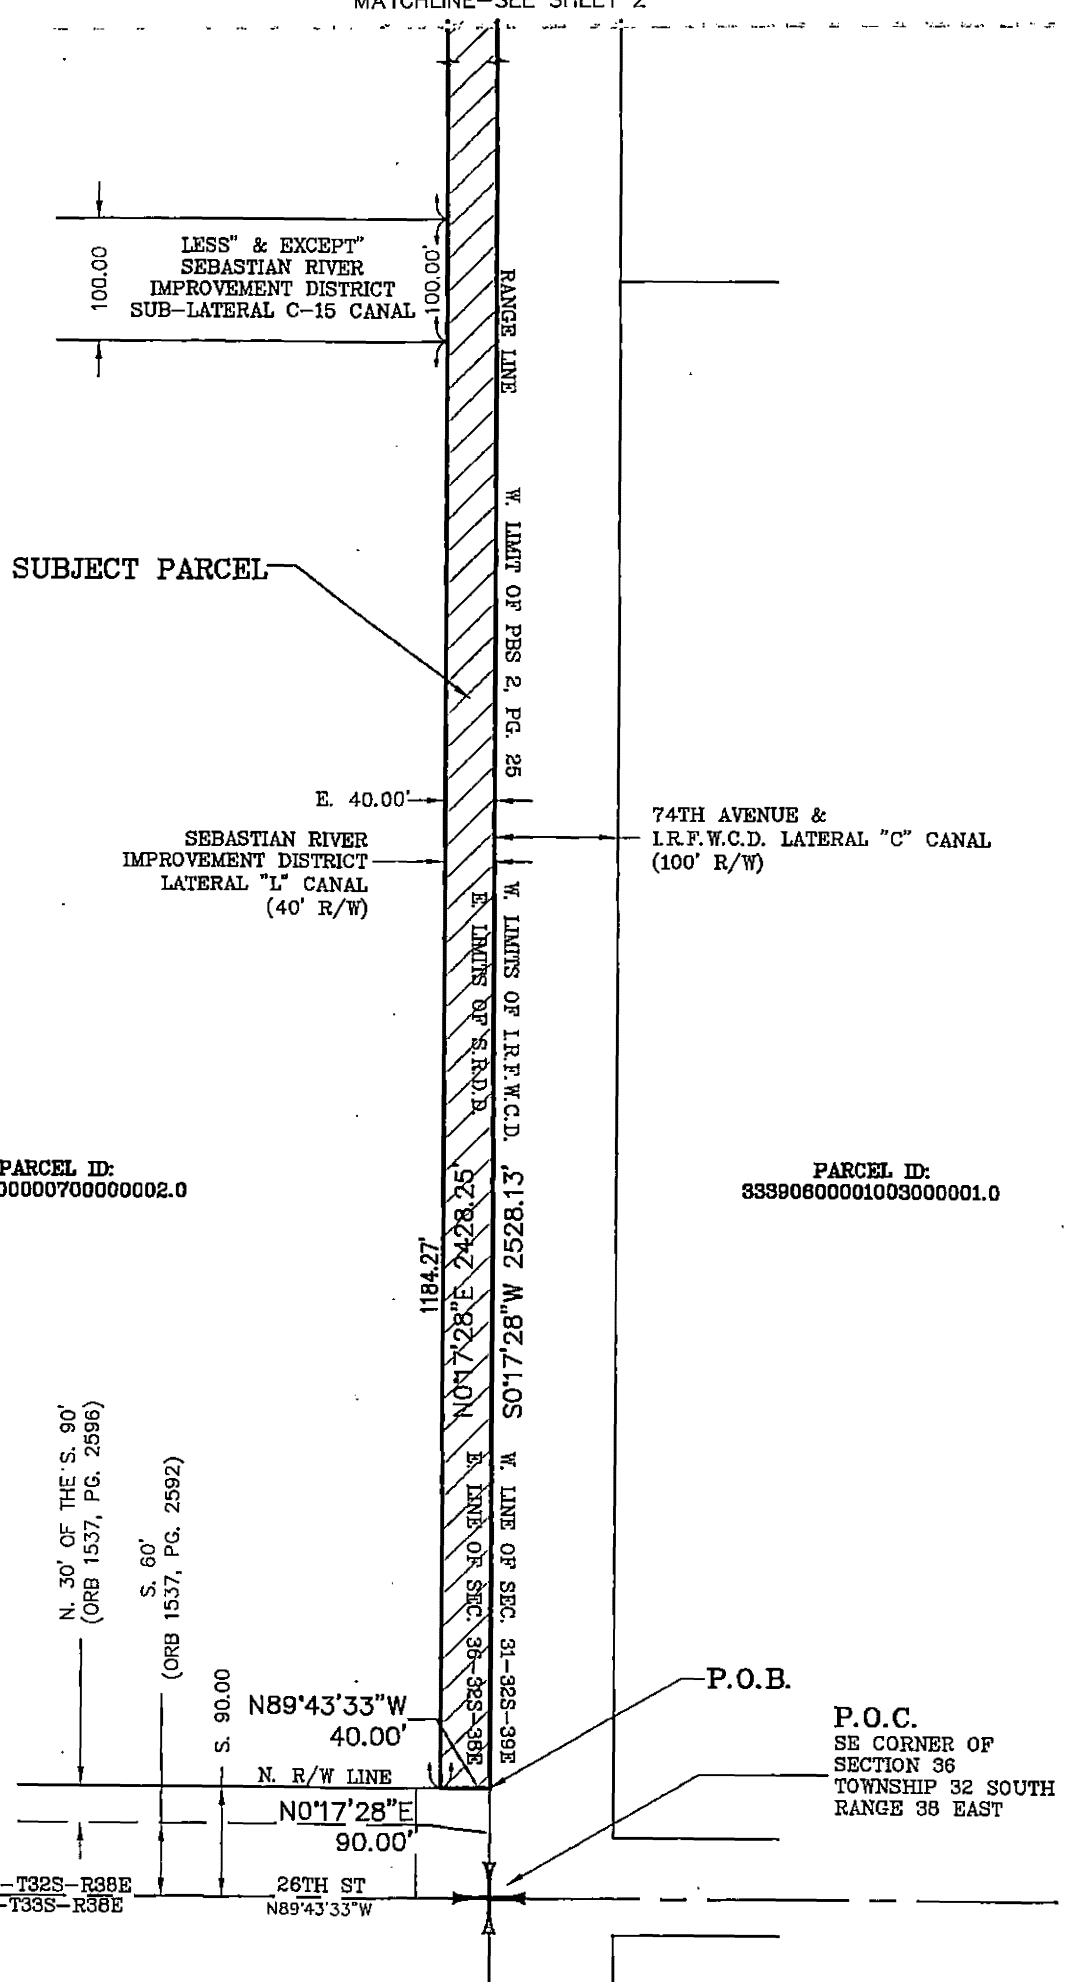 MATCHLINE-SEE SHEET 2
100.00
LESS" & EXCEPT"
SEBASTIAN RIVER
IMPROVEMENT DISTRICT
SUB-LATERAL C-15 CANAL
100.00'
RANGE LINE
W. LIMIT OF PBS 2, PG. 25
SUBJECT PARCEL
E. 40.00'
SEBASTIAN RIVER
IMPROVEMENT DISTRICT
LATERAL "L" CANAL
(40' R/W)
74TH AVENUE &
I.R.F.W.C.D. LATERAL "C" CANAL
(100' R/W)
E. LIMITS OF S.R.D.D.
W. LIMITS OF I.R.F.W.C.D.
PARCEL ID:
00000700000002.0
PARCEL ID:
33390600001003000001.0
1184.27'
N0°17'28"E 2428.25'
S0°17'28"W 2528.13'
E. LINE OF SEC. 36-32S-38E
W. LINE OF SEC. 31-32S-39E
N. 30' OF THE S. 90'
(ORB 1537, PG. 2596)
S. 60'
(ORB 1537, PG. 2592)
S. 90.00
N89°43'33"W
40.00'
P.O.B.
P.O.C.
SE CORNER OF
SECTION 36
TOWNSHIP 32 SOUTH
RANGE 38 EAST
N. R/W LINE
N0°17'28"E
90.00'
-T32S-R38E
-T33S-R38E
26TH ST
N89°43'33"W